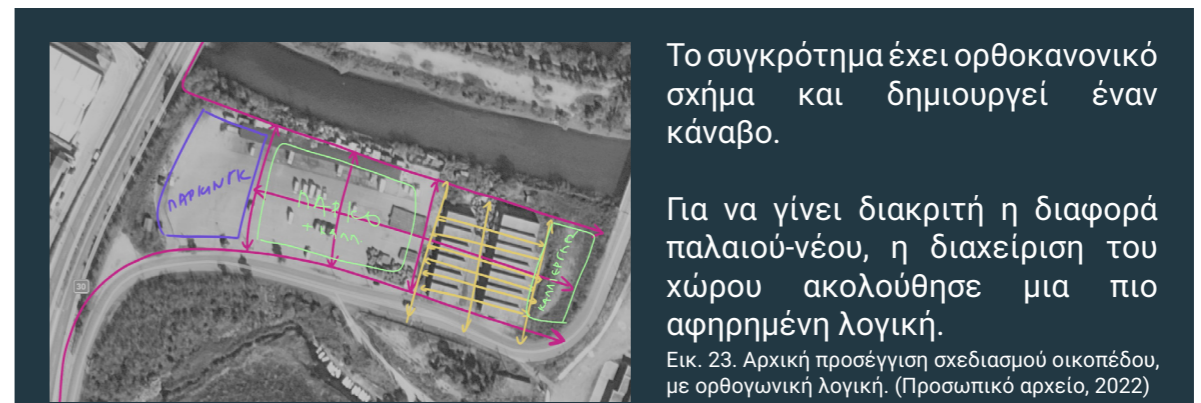 Το συγκρότημα έχει ορθοκανονικό
σχήμα και δημιουργεί έναν
κάναβο.
Για να γίνει διακριτή η διαφορά
παλαιού-νέου, η διαχείριση του
χώρου ακολούθησε μια πιο
αφηρημένη λογική.
Εικ. 23. Αρχική προσέγγιση σχεδιασμού οικοπέδου,
με ορθογωνική λογική. (Προσωπικό αρχείο, 2022)
ΠΑΡΚΙΝΓΚ
ΠΑΡΚΟ
+ καλλ.
30